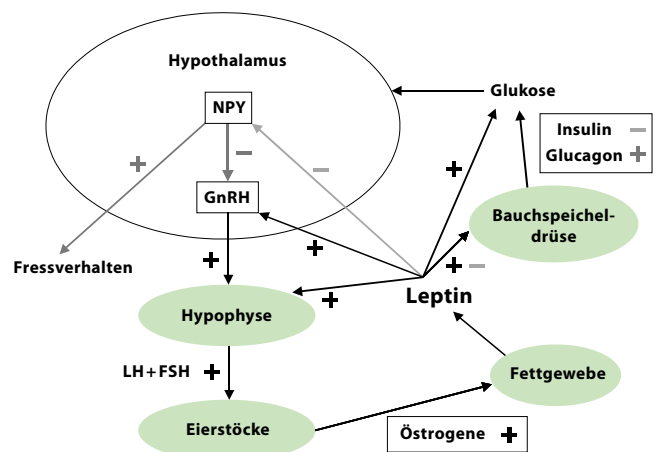 Hypothalamus
NPY
Glukose
Insulin −
Glucagon +
+
−
−
+
GnRH
Bauchspeichel-
drüse
+
+
+ −
Fressverhalten
+
Leptin
+
Hypophyse
LH+FSH +
Fettgewebe
Eierstöcke
Östrogene +